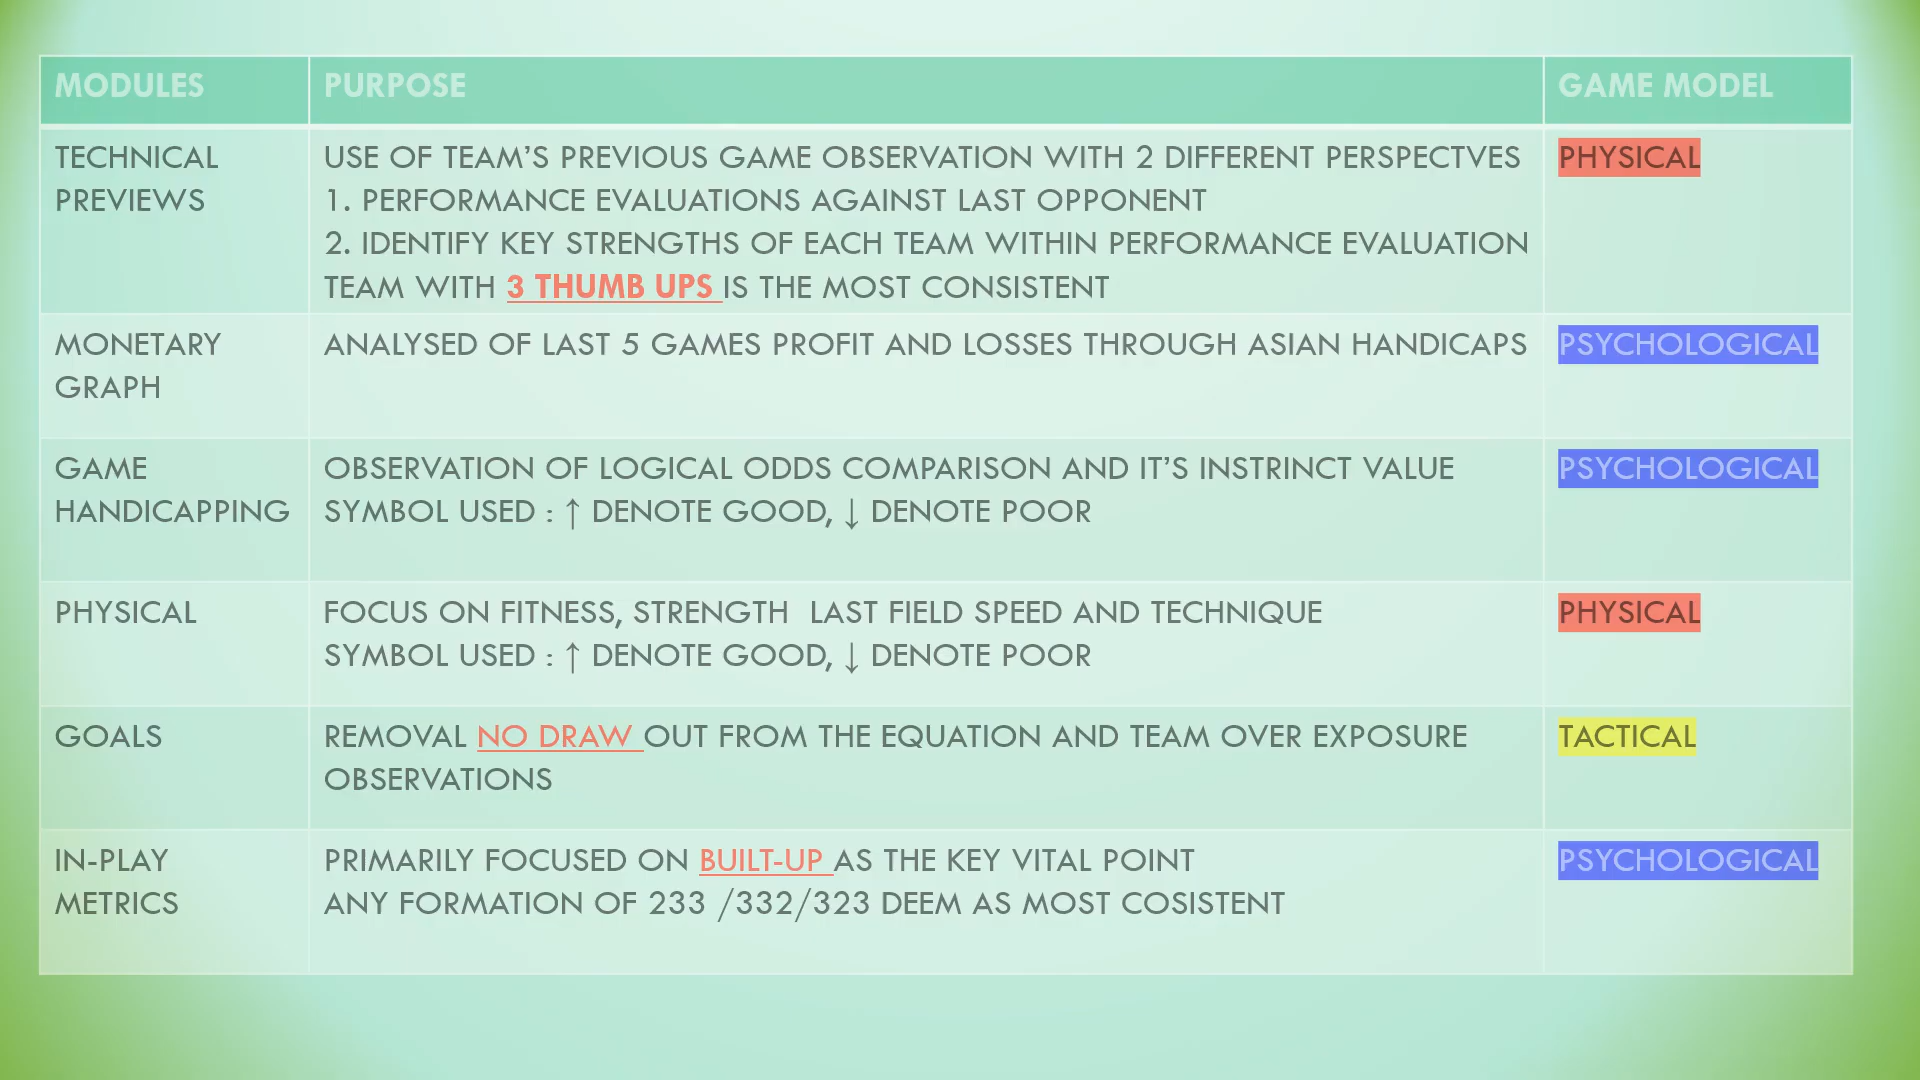 MODULES PURPOSE GAME MODEL
TECHNICAL PREVIEWS
USE OF TEAM'S PREVIOUS GAME OBSERVATION WITH 2 DIFFERENT PERSPECTVES
1. PERFORMANCE EVALUATIONS AGAINST LAST OPPONENT
2. IDENTIFY KEY STRENGTHS OF EACH TEAM WITHIN PERFORMANCE EVALUATION
TEAM WITH 3 THUMB UPS IS THE MOST CONSISTENT
PHYSICAL
MONETARY
GRAPH
ANALYSED OF LAST 5 GAMES PROFIT AND LOSSES THROUGH ASIAN HANDICAPS
PSYCHOLOGICAL
GAME
HANDICAPPING
OBSERVATION OF LOGICAL ODDS COMPARISON AND IT'S INSTRINCT VALUE
SYMBOL USED : ↑ DENOTE GOOD, ↓ DENOTE POOR
PSYCHOLOGICAL
PHYSICAL
FOCUS ON FITNESS, STRENGTH  LAST FIELD SPEED AND TECHNIQUE
SYMBOL USED : ↑ DENOTE GOOD, ↓ DENOTE POOR
PHYSICAL
GOALS
REMOVAL NO DRAW OUT FROM THE EQUATION AND TEAM OVER EXPOSURE
OBSERVATIONS
TACTICAL
IN-PLAY
METRICS
PRIMARILY FOCUSED ON BUILT-UP AS THE KEY VITAL POINT
ANY FORMATION OF 233 /332/323 DEEM AS MOST COSISTENT
PSYCHOLOGICAL